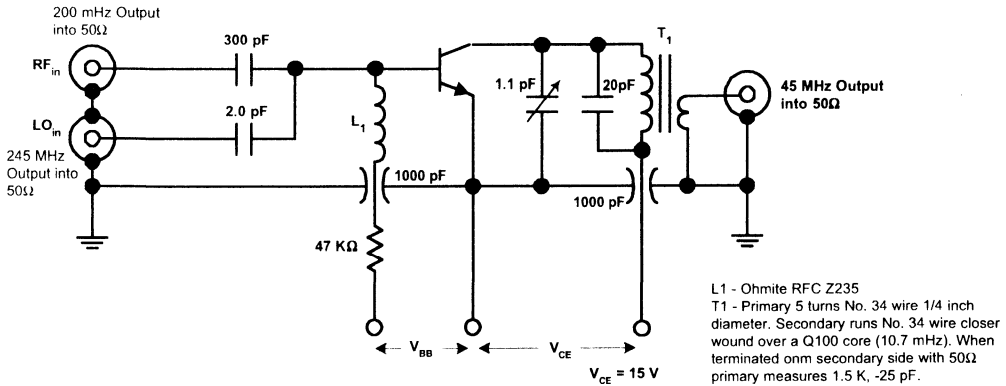 200 mHz Output
into 50Ω
RFin
300 pF
2.0 pF
LOin
245 MHz
Output into
50Ω
L1
1000 pF
47 KΩ
VBB
VCE
VCE = 15 V
1.1 pF
20pF
T1
1000 pF
45 MHz Output
into 50Ω
L1 - Ohmite RFC Z235
T1 - Primary 5 turns No. 34 wire 1/4 inch
diameter. Secondary runs No. 34 wire closer
wound over a Q100 core (10.7 mHz). When
terminated onm secondary side with 50Ω
primary measures 1.5 K, -25 pF.